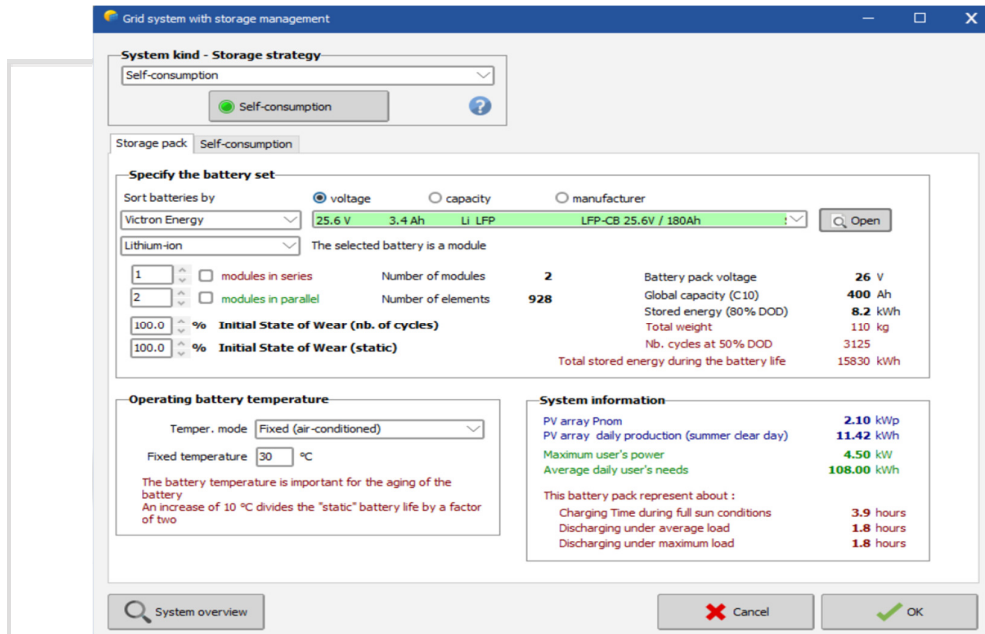 Grid system with storage management
System kind - Storage strategy
Self-consumption
Self-consumption
Storage pack Self-consumption
Specify the battery set
Sort batteries by voltage capacity manufacturer
Victron Energy 25.6 V 3.4 Ah Li LFP LFP-CB 25.6V / 180Ah Open
Lithium-ion The selected battery is a module
1 modules in series Number of modules 2 Battery pack voltage 26 V
2 modules in parallel Number of elements 928 Global capacity (C10) 400 Ah
Stored energy (80% DOD) 8.2 kWh
100.0 % Initial State of Wear (nb. of cycles) Total weight 110 kg
100.0 % Initial State of Wear (static) Nb. cycles at 50% DOD 3125
Total stored energy during the battery life 15830 kWh
Operating battery temperature
Temper. mode Fixed (air-conditioned)
Fixed temperature 30 °C
The battery temperature is important for the aging of the
battery
An increase of 10 °C divides the "static" battery life by a factor
of two
System information
PV array Pnom 2.10 kWp
PV array daily production (summer clear day) 11.42 kWh
Maximum user's power 4.50 kW
Average daily user's needs 108.00 kWh
This battery pack represent about :
Charging Time during full sun conditions 3.9 hours
Discharging under average load 1.8 hours
Discharging under maximum load 1.8 hours
System overview Cancel OK